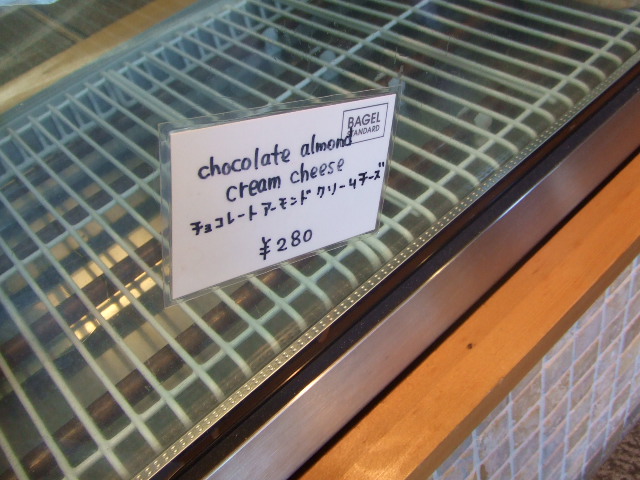 BAGEL
STANDARD
chocolate almond
cream cheese
チョコレートアーモンドクリームチーズ
¥280